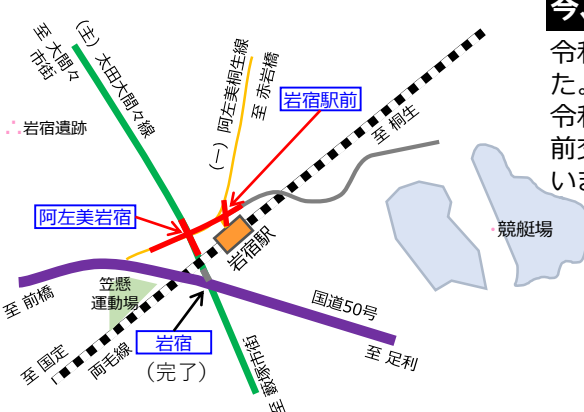 今、
令和
た。
令和
前交
いま
至 大間々
市街
(主) 太田大間々線
(一) 阿左美桐生線
至 赤岩橋
岩宿駅前
至 桐生
岩宿遺跡
阿左美岩宿
岩宿駅
競艇場
至 前橋
笠懸
運動場
国道50号
岩宿
(完了)
至 国定
両毛線
至 足利
至 藪塚市街